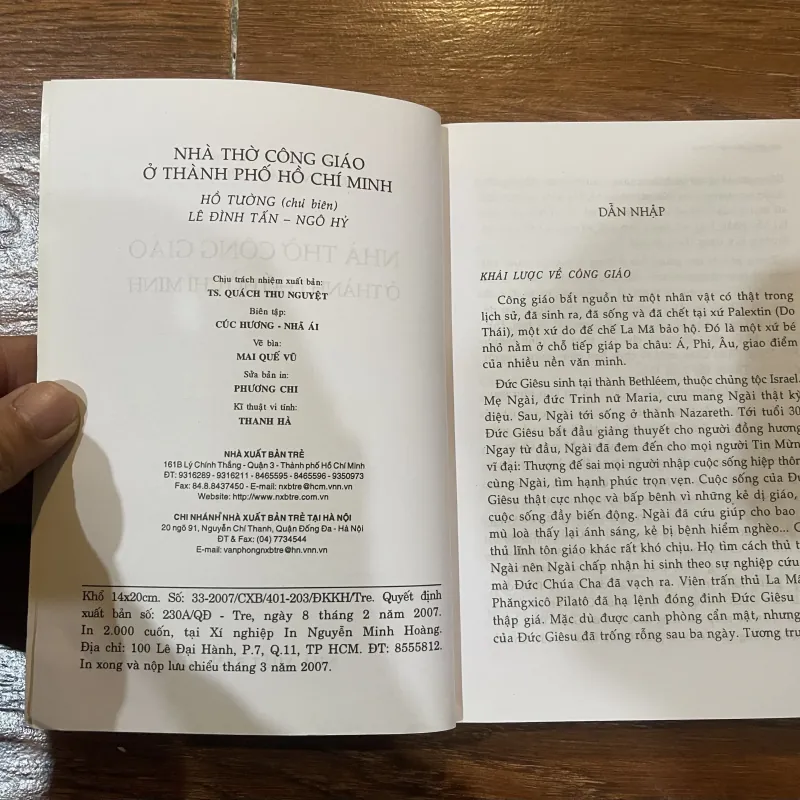 NHÀ THỜ CÔNG GIÁO
Ở THÀNH PHỐ HỒ CHÍ MINH
HỒ TƯỜNG (chủ biên)
LÊ ĐÌNH TẤN – NGÔ HỶ
Chịu trách nhiệm xuất bản:
TS. QUÁCH THU NGUYỆT
Biên tập:
CÚC HƯƠNG - NHÃ ÁI
Vẽ bìa:
MAI QUẾ VŨ
Sửa bản in:
PHƯƠNG CHI
Kĩ thuật vi tính:
THANH HÀ
NHÀ XUẤT BẢN TRẺ
161B Lý Chính Thắng - Quận 3 - Thành phố Hồ Chí Minh
ĐT: 9316289 - 9316211 - 8465595 - 8465596 - 9350973
Fax: 84.8.8437450 - E-mail: nxbtre@hcm.vnn.vn
Website: http://www.nxbtre.com.vn
CHI NHÁNH NHÀ XUẤT BẢN TRẺ TẠI HÀ NỘI
20 ngõ 91, Nguyễn Chí Thanh, Quận Đống Đa - Hà Nội
ĐT & Fax: (04) 7734544
E-mail: vanphongnxbtre@hn.vnn.vn
Khổ 14x20cm. Số: 33-2007/CXB/401-203/ĐKKH/Tre. Quyết định
xuất bản số: 230A/QĐ - Tre, ngày 8 tháng 2 năm 2007.
In 2.000 cuốn, tại Xí nghiệp In Nguyễn Minh Hoàng.
Địa chỉ: 100 Lê Đại Hành, P.7, Q.11, TP HCM. ĐT: 8555812.
In xong và nộp lưu chiểu tháng 3 năm 2007.
DẪN NHẬP
KHÁI LƯỢC VỀ CÔNG GIÁO
Công giáo bắt nguồn từ một nhân vật có thật trong
lịch sử, đã sinh ra, đã sống và đã chết tại xứ Palextin (Do
Thái), một xứ do đế chế La Mã bảo hộ. Đó là một xứ bé
nhỏ nằm ở chỗ tiếp giáp ba châu: Á, Phi, Âu, giao điểm
của nhiều nền văn minh.
Đức Giêsu sinh tại thành Bethléem, thuộc chủng tộc Israel.
Mẹ Ngài, đức Trinh nữ Maria, cưu mang Ngài thật kỳ
diệu. Sau, Ngài tới sống ở thành Nazareth. Tới tuổi 30
Đức Giêsu bắt đầu giảng thuyết cho người đồng hương
Ngay từ đầu, Ngài đã đem đến cho mọi người Tin Mừn
vĩ đại: Thượng đế sai mọi người nhập cuộc sống hiệp thôn
cùng Ngài, tìm hạnh phúc trọn vẹn. Cuộc sống của Đứ
Giêsu thật cực nhọc và bấp bênh vì những kẻ dị giáo,
cuộc sống đầy biến động. Ngài đã cứu giúp cho bao
mù loà thấy lại ánh sáng, kẻ bị bệnh hiểm nghèo... C
thủ lĩnh tôn giáo khác rất khó chịu. Họ tìm cách thủ t
Ngài nên Ngài chấp nhận hi sinh theo sự nghiệp cứu
mà Đức Chúa Cha đã vạch ra. Viên trấn thủ La Mã
Phăngxicô Pilatô đã hạ lệnh đóng đinh Đức Giêsu
thập giá. Mặc dù được canh phòng cẩn mật, nhưng
của Đức Giêsu đã trống rỗng sau ba ngày. Tương tru